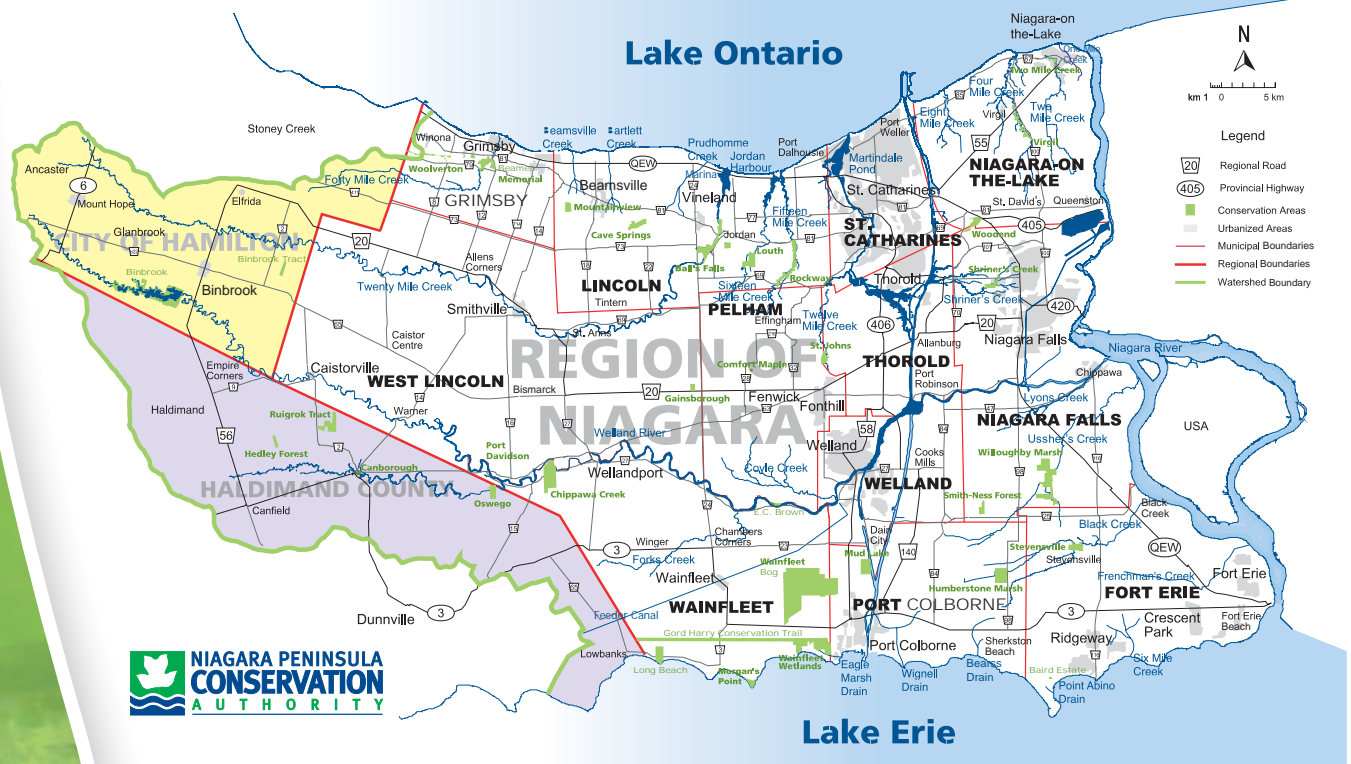 Niagara-on
the-Lake
One Mile
Creek
Two Mile Creek
Lake Ontario
N
km 1 0 5 km
Legend
20 Regional Road
405 Provincial Highway
Conservation Areas
Urbanized Areas
Municipal Boundaries
Regional Boundaries
Watershed Boundary
Four
Mile Creek
Virgil
Two
Mile Creek
Virgil
Eight
Mile Creek
Port
Weller
55
NIAGARA-ON
THE-LAKE
St. David's
Queenston
405
Stoney Creek
Winona
Grimsby
Woolverton
Beamer
Memorial
GRIMSBY
Forty Mile Creek
Beamsville
Creek
Bartlett
Creek
QEW
Beamsville
Mountainview
Cave Springs
Prudhomme
Creek
Jordan
Harbour
Marina
Vineland
Port
Dalhousie
Martindale
Pond
St. Catharines
ST.
CATHARINES
Fifteen
Mile Creek
Jordan
Louth
Ball's Falls
Rockway
Sixteen
Mile Creek
Woodend
Shriner's Creek
Shriner's Creek
Thorold
Ancaster
6
Mount Hope
Glanbrook
CITY OF HAMILTON
Elfrida
Binbrook Tract
Binbrook
Binbrook
20
Allens
Corners
Twenty Mile Creek
Smithville
LINCOLN
Tintern
St. Anns
PELHAM
Effingham
Twelve
Mile Creek
St. Johns
Comfort Maple
406
THOROLD
Allanburg
Port
Robinson
20
420
Niagara Falls
Niagara River
Chippawa
Lyons Creek
NIAGARA FALLS
Ussher's Creek
Willoughby Marsh
USA
REGION OF
NIAGARA
Caistor
Centre
Empire
Corners
Caistorville
WEST LINCOLN
Bismarck
20
Gainsborough
Fenwick
Fonthill
Haldimand
Warner
56
Ruigrok Tract
Hedley Forest
Canborough
HALDIMAND COUNTY
Canfield
Port
Davidson
Oswego
Chippawa Creek
Welland River
Wellandport
Coyle Creek
Welland
58
WELLAND
Cooks
Mills
Smith-Ness Forest
E.C. Brown
Chambers
Corners
Winger
3
Forks Creek
Wainfleet
Wainfleet
Bog
WAINFLEET
Mud Lake
Dain
City
140
Black
Creek
Black Creek
QEW
Stevensville
Stevensville
Humberstone Marsh
Frenchman's Creek
Fort Erie
FORT ERIE
Dunnville
3
Feeder Canal
Lowbanks
Gord Harry Conservation Trail
Long Beach
Morgan's
Point
Wainfleet
Wetlands
PORT COLBORNE
Port Colborne
Eagle
Marsh
Drain
Wignell
Drain
Bearss
Drain
Sherkston
Beach
3
Ridgeway
Crescent
Park
Fort Erie
Beach
Baird Estate
Point Abino
Drain
Six Mile
Creek
Lake Erie
NIAGARA PENINSULA
CONSERVATION
AUTHORITY